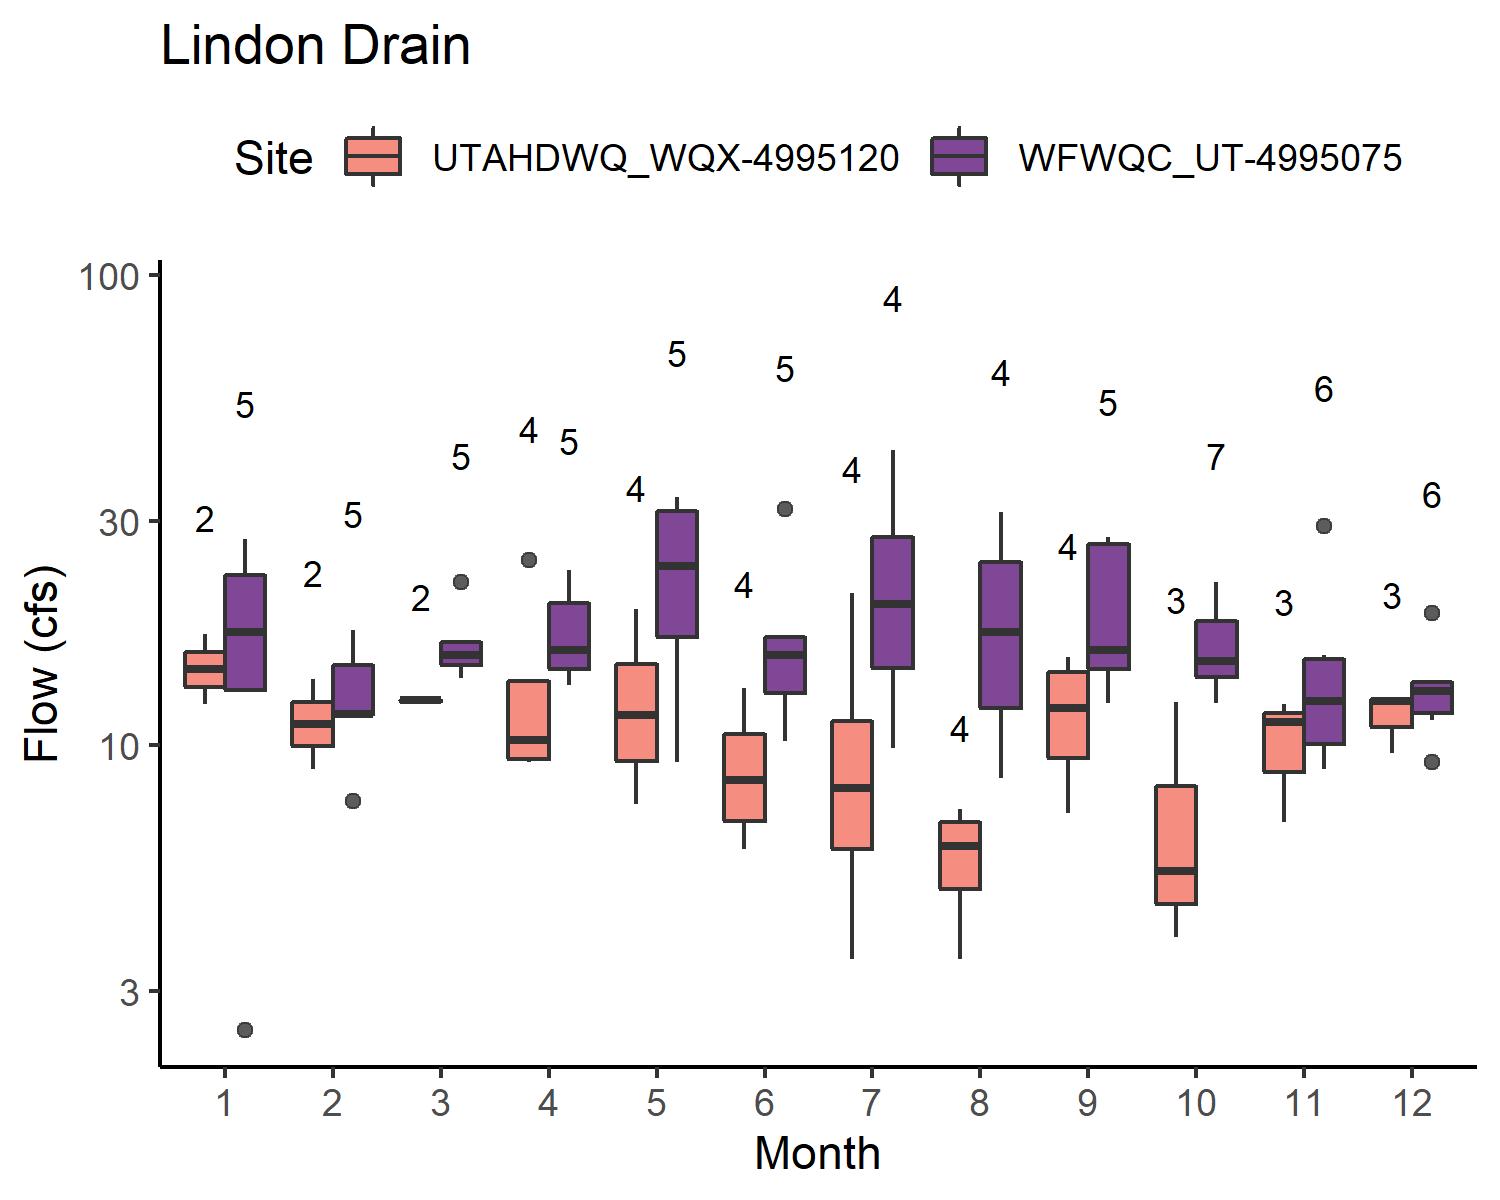 Lindon Drain
Site UTAHDWQ_WQX-4995120 WFWQC_UT-4995075
100
30
10
3
Flow (cfs)
2 5 2 5 2 5 4 5 4 5 4 5 4 4 4 4 4 5 3 7 3 6 3 6
1 2 3 4 5 6 7 8 9 10 11 12
Month